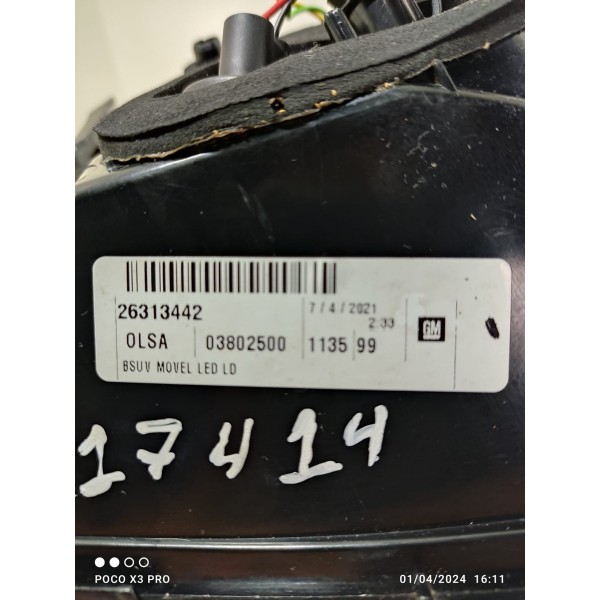 26313442 7/4/2021
2:33
OLSA 03802500 1135 99 GM
BSUV MOVEL LED LD
17414
POCO X3 PRO 01/04/2024 16:11